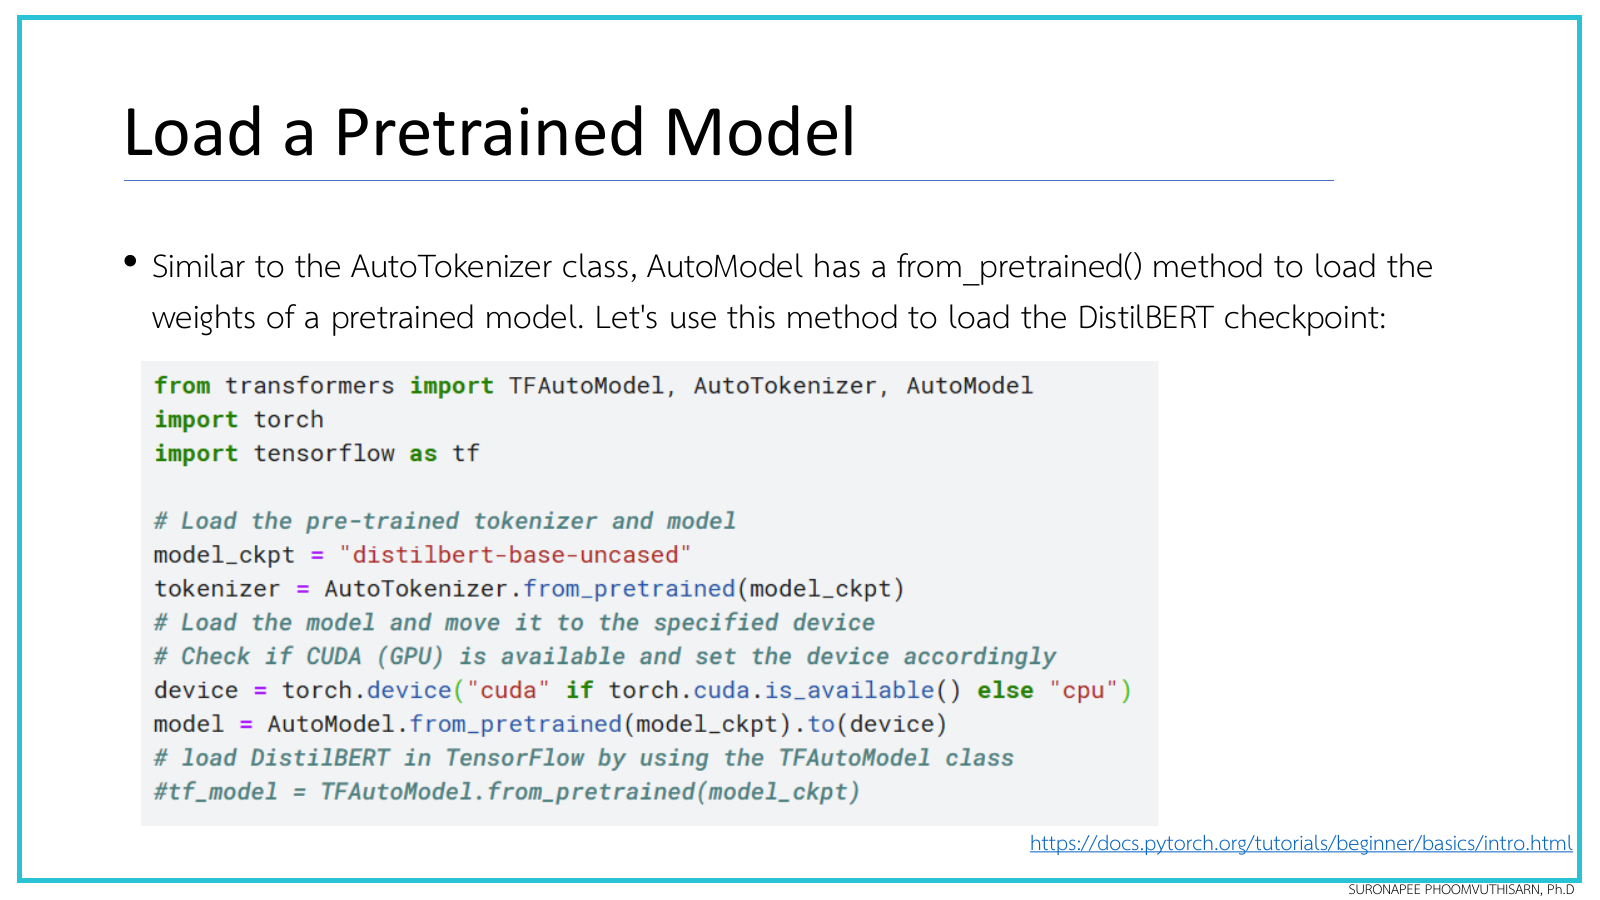 Load a Pretrained Model
• Similar to the AutoTokenizer class, AutoModel has a from_pretrained() method to load the
weights of a pretrained model. Let's use this method to load the DistilBERT checkpoint:
from transformers import TFAutoModel, AutoTokenizer, AutoModel
import torch
import tensorflow as tf
# Load the pre-trained tokenizer and model
model_ckpt = "distilbert-base-uncased"
tokenizer = AutoTokenizer.from_pretrained(model_ckpt)
# Load the model and move it to the specified device
# Check if CUDA (GPU) is available and set the device accordingly
device = torch.device("cuda" if torch.cuda.is_available() else "cpu")
model = AutoModel.from_pretrained(model_ckpt).to(device)
# load DistilBERT in TensorFlow by using the TFAutoModel class
#tf_model = TFAutoModel.from_pretrained(model_ckpt)
https://docs.pytorch.org/tutorials/beginner/basics/intro.html
SURONAPEE PHOOMVUTHISARN, Ph.D